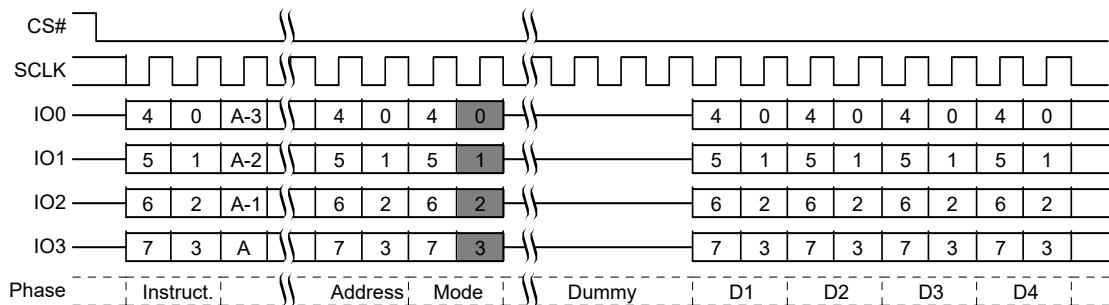 CS#
SCLK
IO0 4 0 A-3 4 0 4 0 4 0 4 0 4 0 4 0
IO1 5 1 A-2 5 1 5 1 5 1 5 1 5 1 5 1
IO2 6 2 A-1 6 2 6 2 6 2 6 2 6 2 6 2
IO3 7 3 A 7 3 7 3 7 3 7 3 7 3 7 3
Phase Instruct. Address Mode Dummy D1 D2 D3 D4